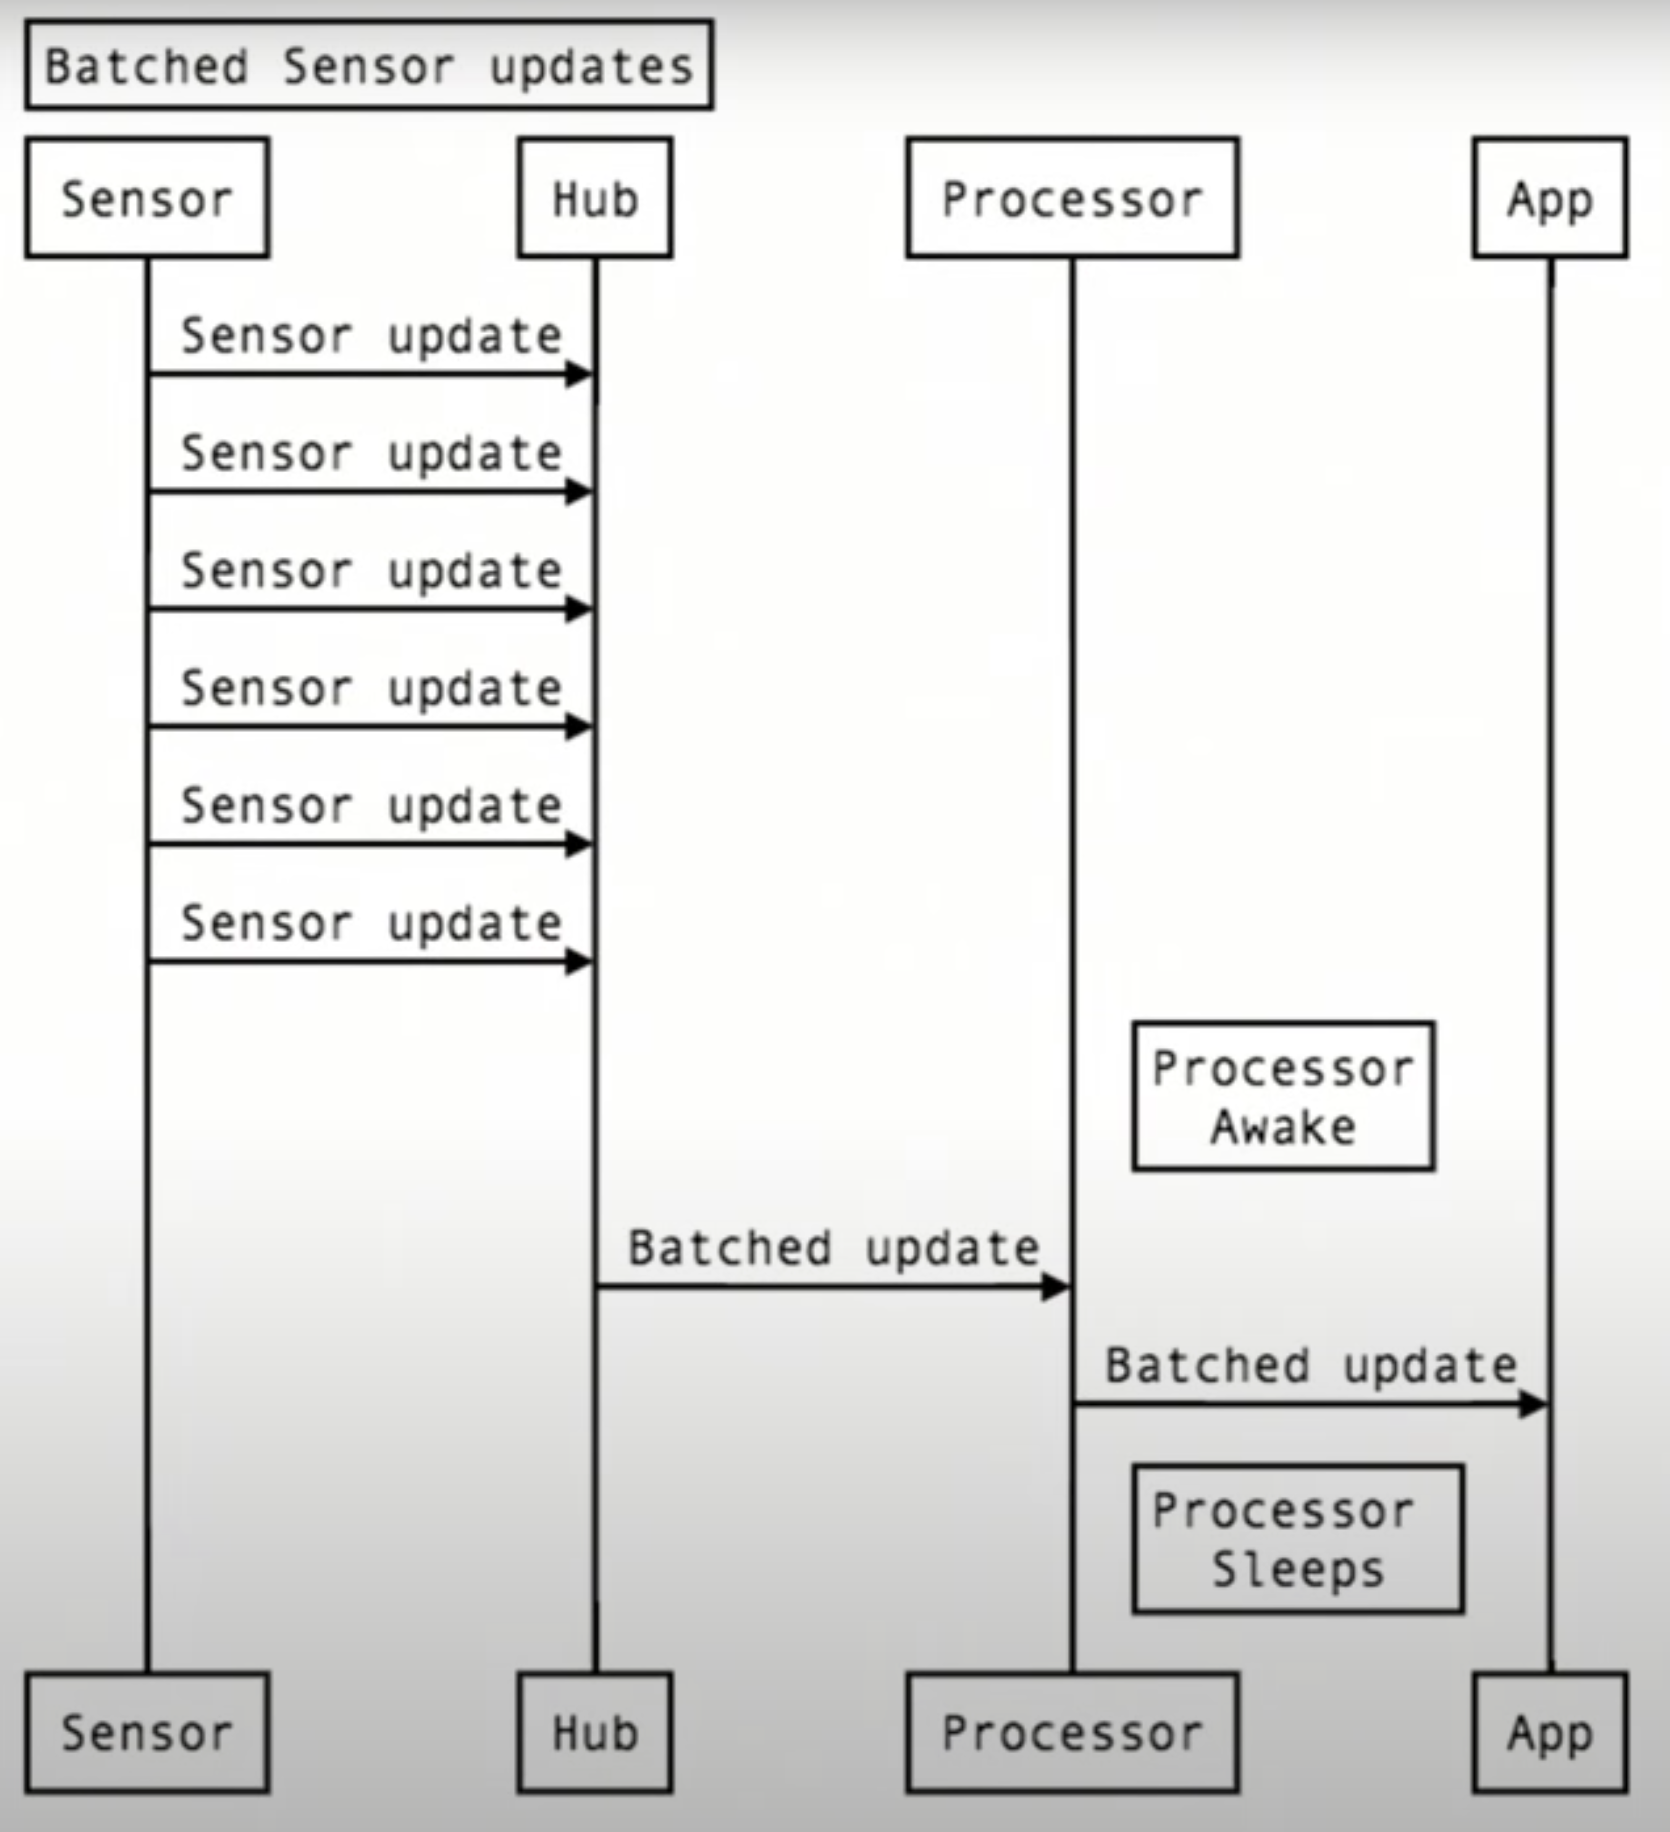 Batched Sensor updates
Sensor
Hub
Processor
App
Sensor update
Sensor update
Sensor update
Sensor update
Sensor update
Sensor update
Processor
Awake
Batched update
Batched update
Processor
Sleeps
Sensor
Hub
Processor
App